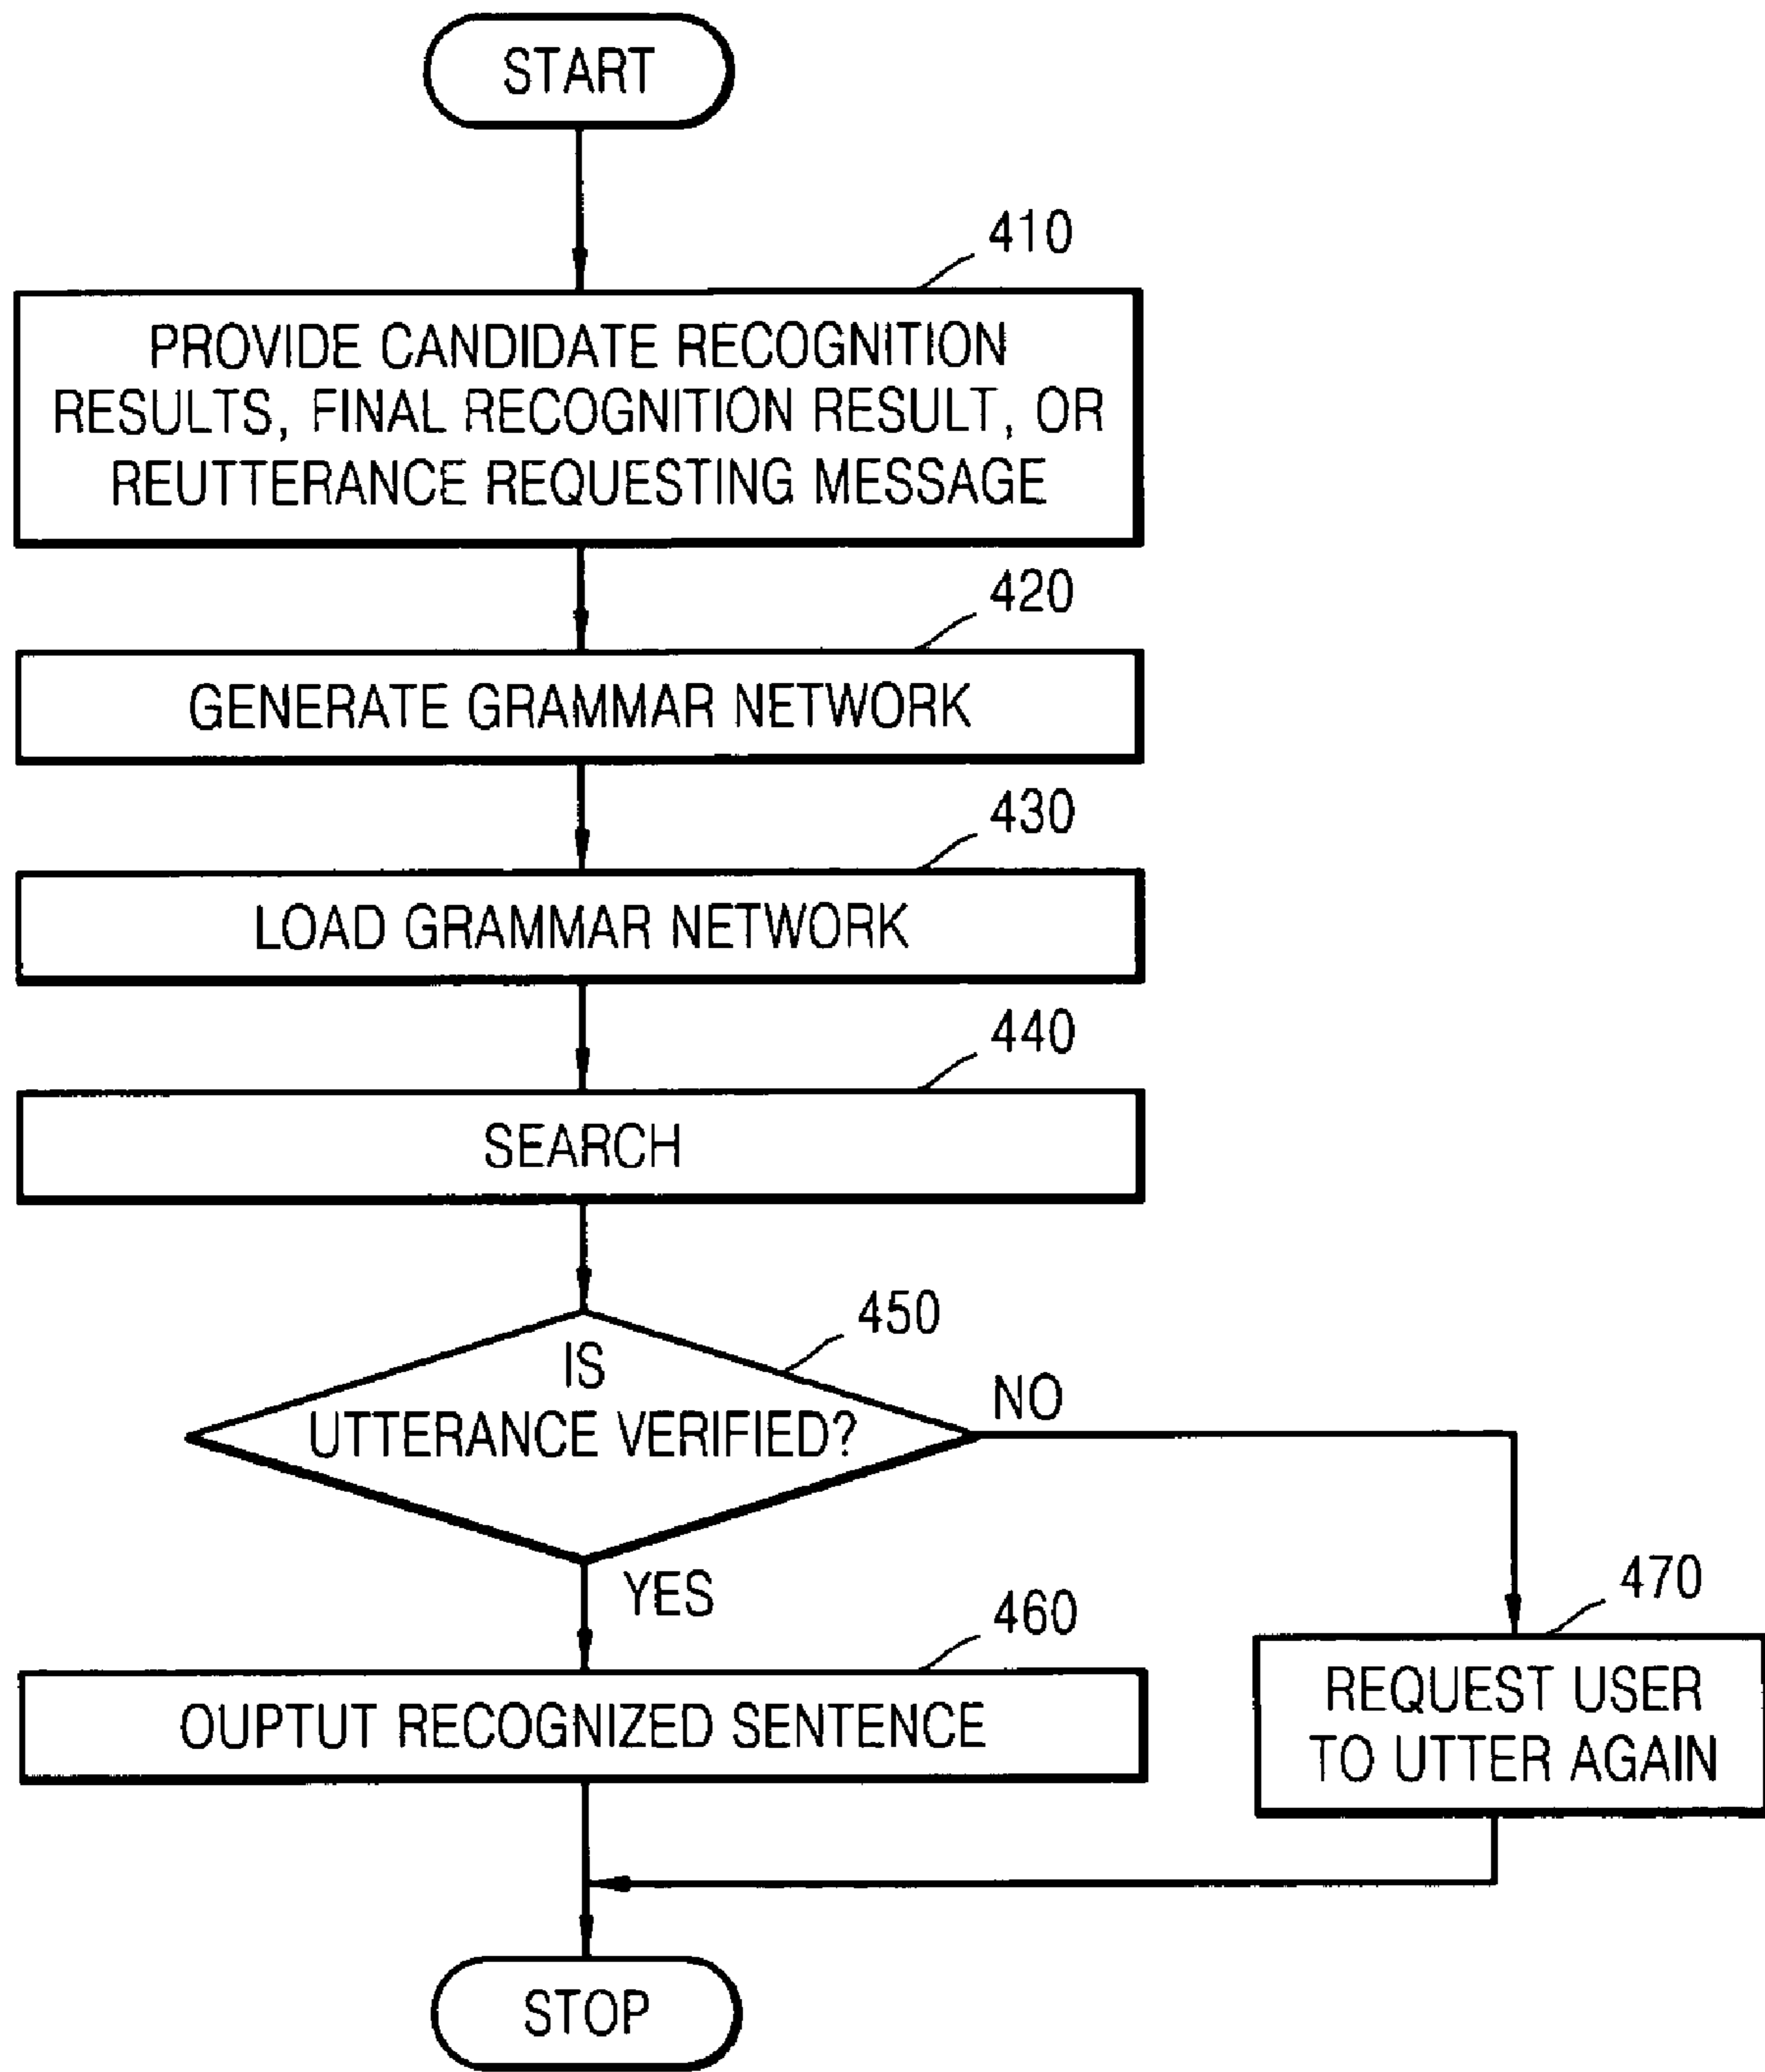 START
410
PROVIDE CANDIDATE RECOGNITION
RESULTS, FINAL RECOGNITION RESULT, OR
REUTTERANCE REQUESTING MESSAGE
420
GENERATE GRAMMAR NETWORK
430
LOAD GRAMMAR NETWORK
440
SEARCH
450
IS
UTTERANCE VERIFIED?
NO
YES
460
OUPTUT RECOGNIZED SENTENCE
470
REQUEST USER
TO UTTER AGAIN
STOP